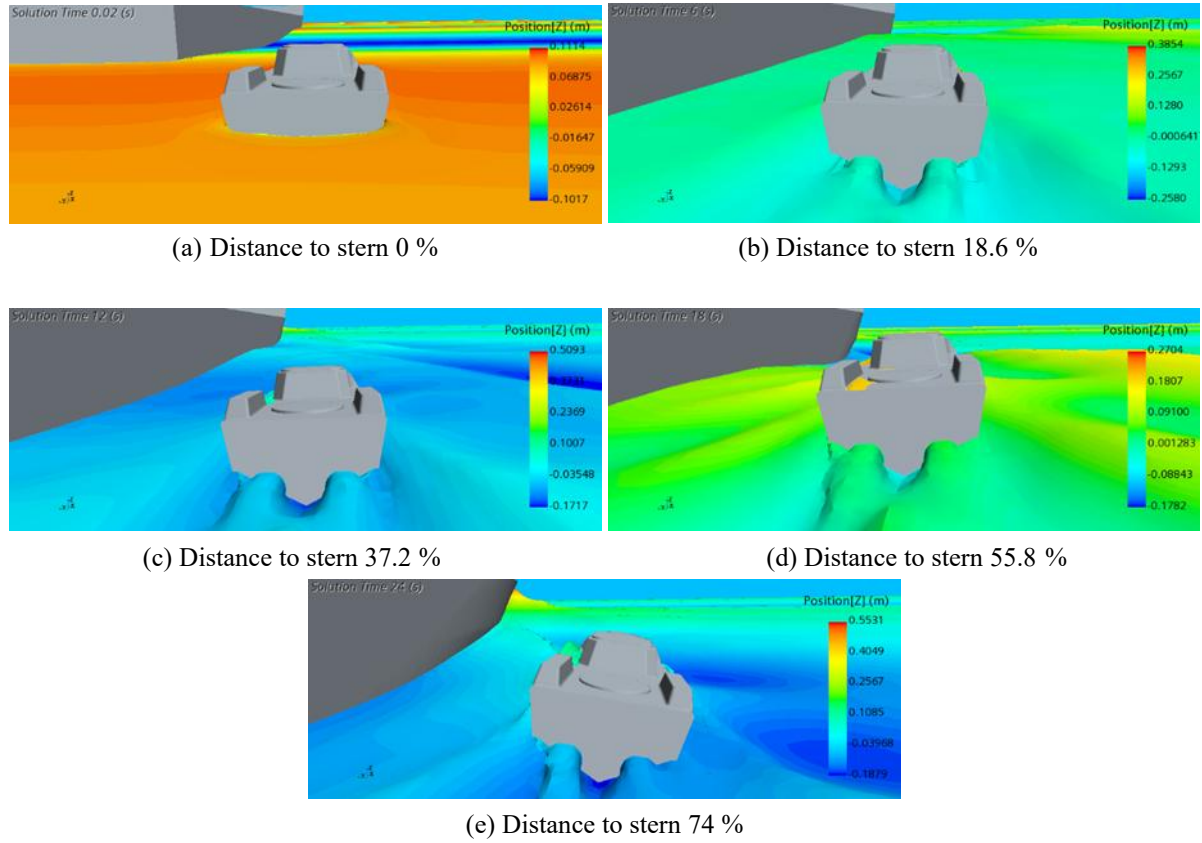 Solution Time 0.02 (s)
Position[Z] (m)
0.1114
0.06875
0.02614
-0.01647
-0.05909
-0.1017
(a) Distance to stern 0 %
Solution Time 6 (s)
Position[Z] (m)
0.3854
0.2567
0.1280
-0.0006417
-0.1293
-0.2580
(b) Distance to stern 18.6 %
Solution Time 12 (s)
Position[Z] (m)
0.5093
0.2369
0.1007
-0.03548
-0.1717
(c) Distance to stern 37.2 %
Solution Time 18 (s)
Position[Z] (m)
0.2704
0.1807
0.09100
0.001283
-0.08843
-0.1782
(d) Distance to stern 55.8 %
Solution Time 24 (s)
Position[Z] (m)
0.5531
0.4049
0.2567
0.1085
-0.03968
-0.1879
(e) Distance to stern 74 %